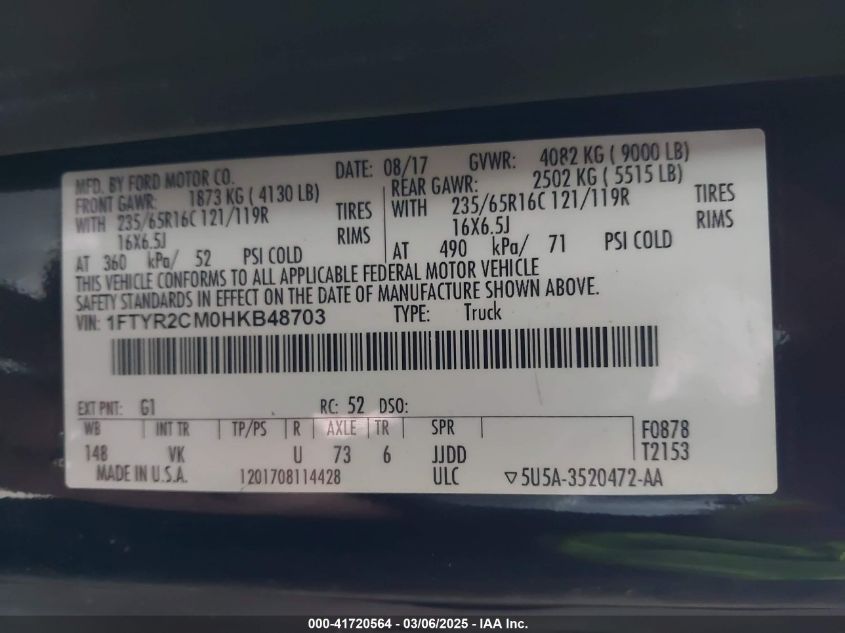 MFD. BY FORD MOTOR CO. DATE: 08/17 GVWR: 4082 KG ( 9000 LB)
FRONT GAWR: 1873 KG ( 4130 LB) REAR GAWR: 2502 KG ( 5515 LB)
WITH 235/65R16C 121/119R TIRES WITH 235/65R16C 121/119R TIRES
16X6.5J RIMS 16X6.5J RIMS
AT 360 kPa/ 52 PSI COLD AT 490 kPa/ 71 PSI COLD
THIS VEHICLE CONFORMS TO ALL APPLICABLE FEDERAL MOTOR VEHICLE
SAFETY STANDARDS IN EFFECT ON THE DATE OF MANUFACTURE SHOWN ABOVE.
VIN: 1FTYR2CM0HKB48703 TYPE: Truck
EXT PNT: G1 RC: 52 DSO:
WB INT TR TP/PS R AXLE TR SPR F0878
148 VK U 73 6 JJDD T2153
MADE IN U.S.A. 1201708114428 ULC ▽5U5A-3520472-AA
000-41720564 - 03/06/2025 - IAA Inc.